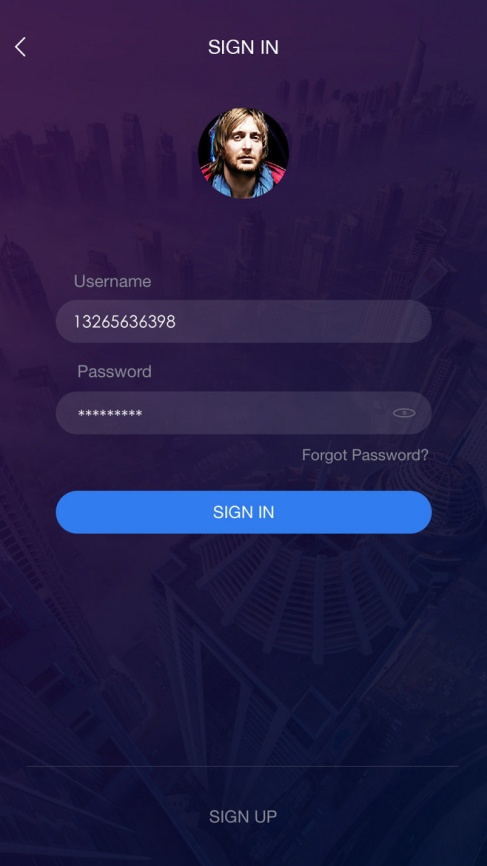 SIGN IN
Username
13265636398
Password
*********
Forgot Password?
SIGN IN
SIGN UP